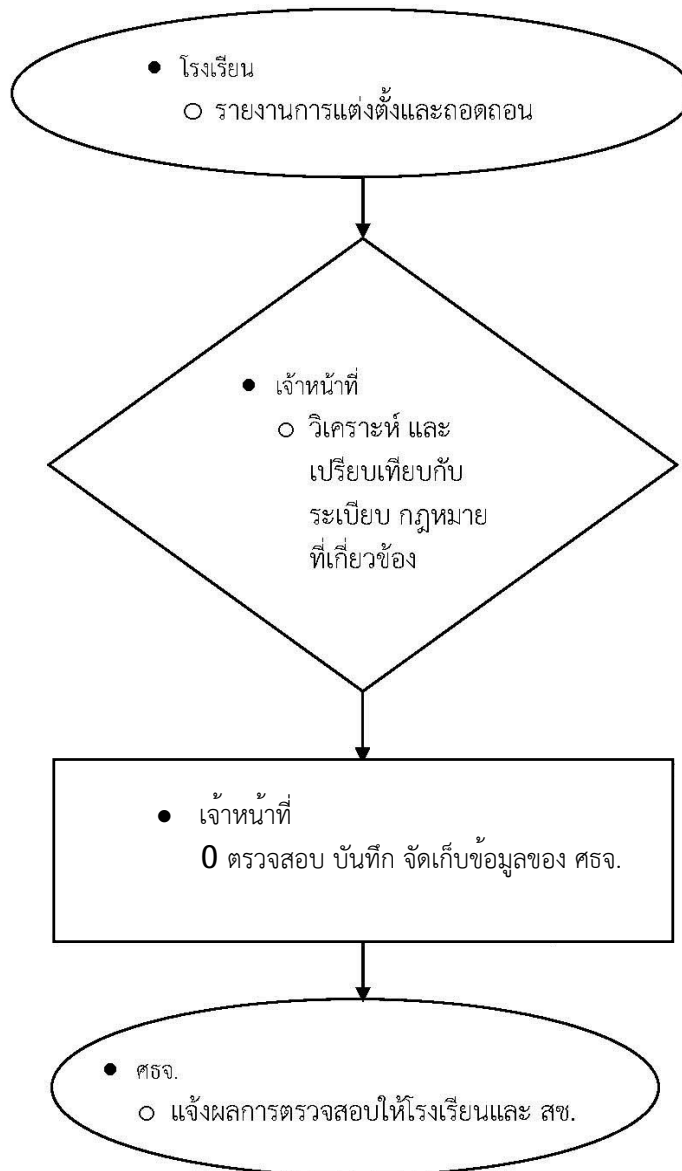 ● โรงเรียน
○ รายงานการแต่งตั้งและถอดถอน
● เจ้าหน้าที่
○ วิเคราะห์ และ
เปรียบเทียบกับ
ระเบียบ กฎหมาย
ที่เกี่ยวข้อง
● เจ้าหน้าที่
0 ตรวจสอบ บันทึก จัดเก็บข้อมูลของ ศธจ.
● ศธจ.
○ แจ้งผลการตรวจสอบให้โรงเรียนและ สช.